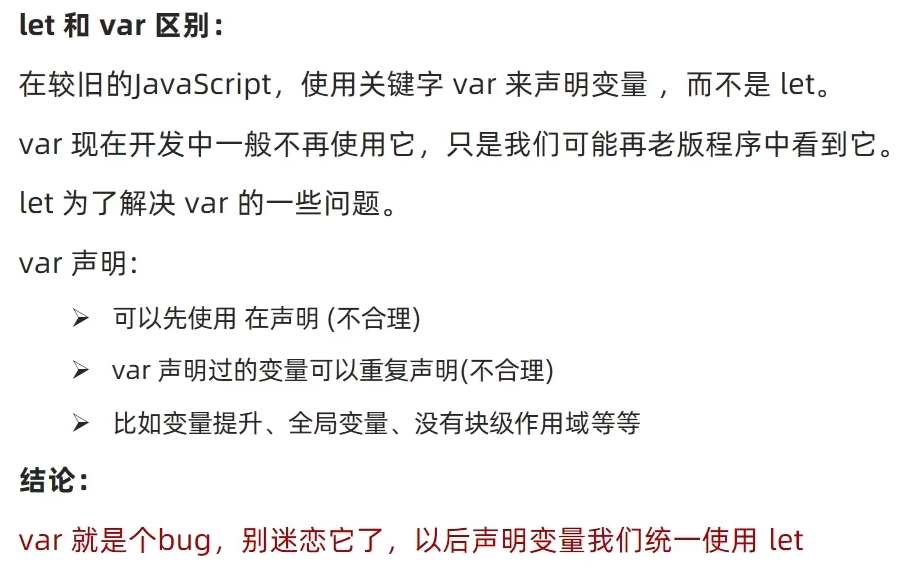 let 和 var 区别：
在较旧的JavaScript，使用关键字 var 来声明变量 ，而不是 let。
var 现在开发中一般不再使用它，只是我们可能再老版程序中看到它。
let 为了解决 var 的一些问题。
var 声明:
➢ 可以先使用 在声明 (不合理)
➢ var 声明过的变量可以重复声明(不合理)
➢ 比如变量提升、全局变量、没有块级作用域等等
结论：
var 就是个bug，别迷恋它了，以后声明变量我们统一使用 let